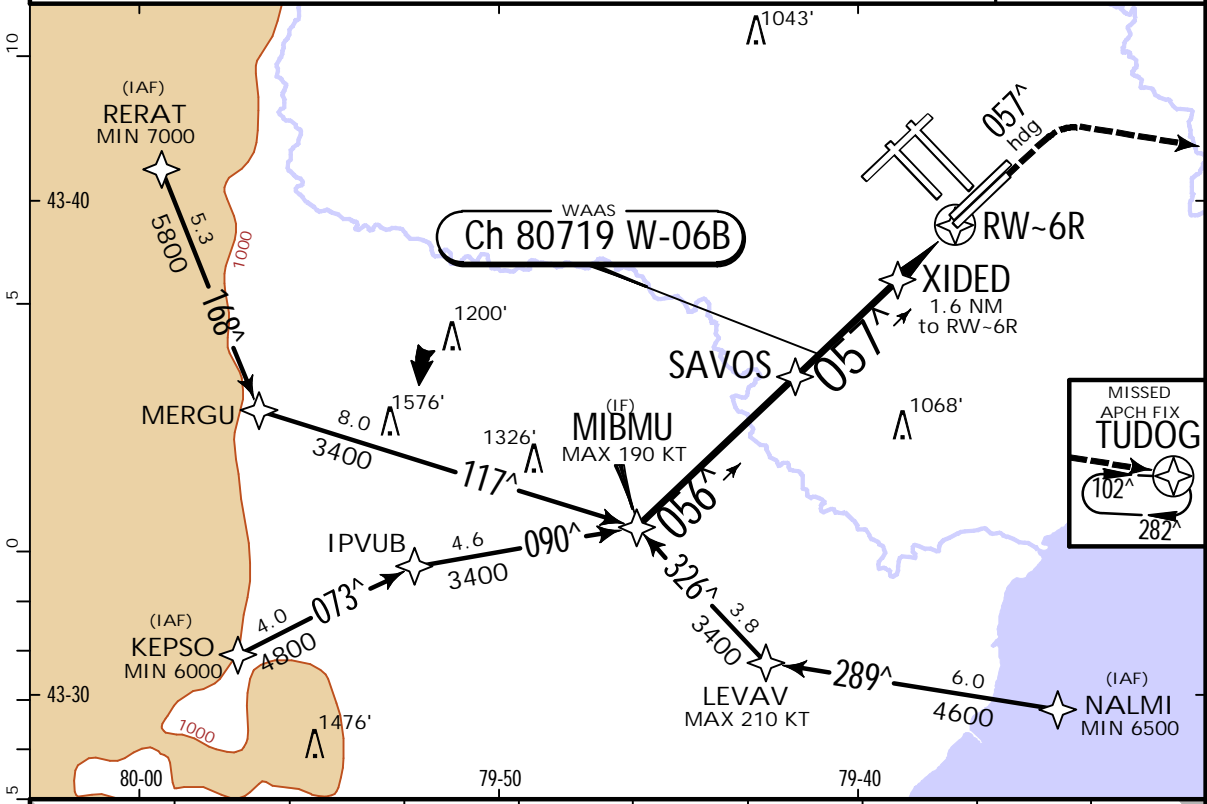 10
1043'
(IAF)
RERAT
MIN 7000
057^
hdg
43-40
5.3
5800
WAAS
Ch 80719 W-06B
RW~6R
1000
XIDED
1.6 NM
to RW~6R
5
168^
1200'
057^
SAVOS
MERGU
8.0
3400
1576'
(IF)
MIBMU
MAX 190 KT
1068'
1326'
MISSED
APCH FIX
TUDOG
102^
282^
117^
056^
IPVUB
4.6
3400
090^
0
326^
073^
(IAF)
KEPSO
MIN 6000
4.0
4800
3.8
3400
289^
6.0
4600
(IAF)
NALMI
MIN 6500
LEVAV
MAX 210 KT
43-30
1000
1476'
80-00
79-50
79-40
5